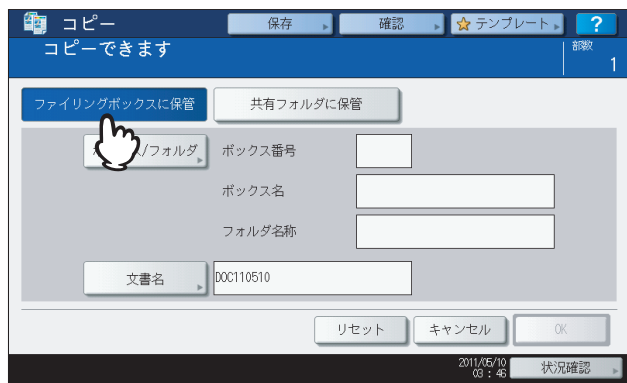 コピー 保存 確認 テンプレート ?
コピーできます 部数
1
ファイリングボックスに保管 共有フォルダに保管
/フォルダ ボックス番号
ボックス名
フォルダ名称
文書名 DOC110510
リセット キャンセル OK
2011/05/10
03 : 46 状況確認